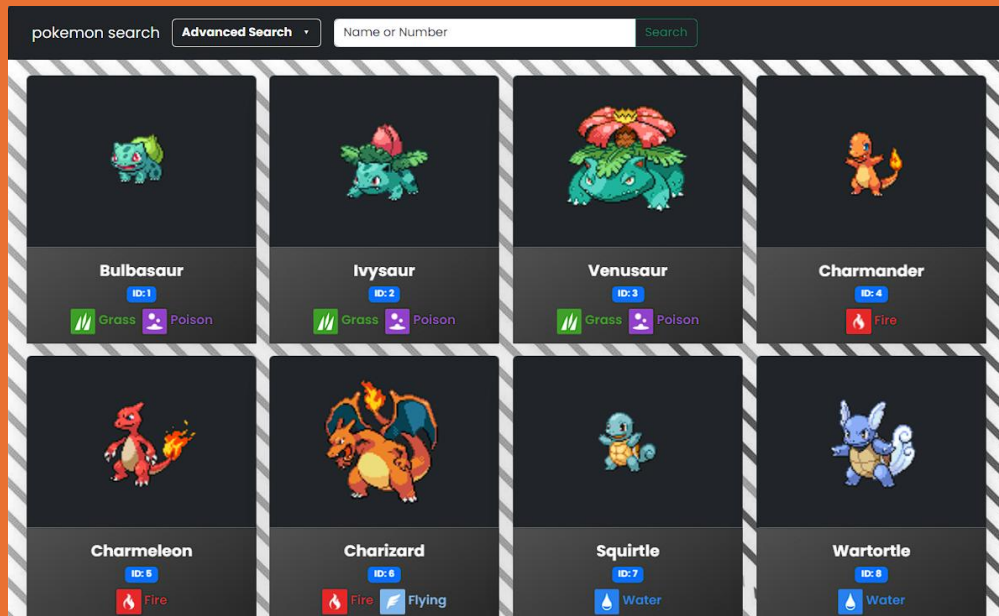 pokemon search Advanced Search Name or Number Search
Bulbasaur Ivysaur Venusaur Charmander
ID: 1 ID: 2 ID: 3 ID: 4
Grass Poison Grass Poison Grass Poison Fire
Charmeleon Charizard Squirtle Wartortle
ID: 5 ID: 6 ID: 7 ID: 8
Fire Fire Flying Water Water